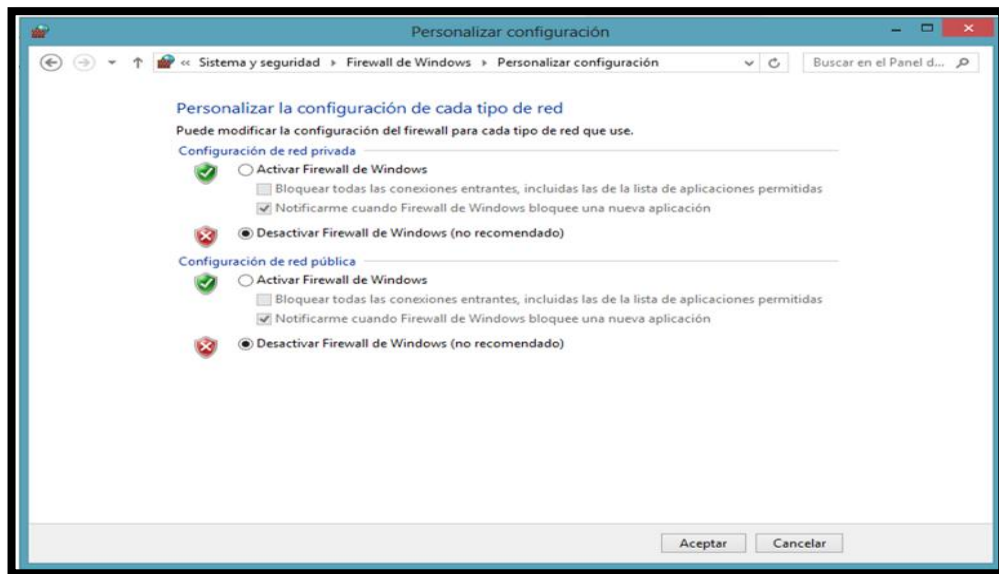 Personalizar configuración
« Sistema y seguridad Firewall de Windows Personalizar configuración
Buscar en el Panel d...
Personalizar la configuración de cada tipo de red
Puede modificar la configuración del firewall para cada tipo de red que use.
Configuración de red privada
Activar Firewall de Windows
Bloquear todas las conexiones entrantes, incluidas las de la lista de aplicaciones permitidas
Notificarme cuando Firewall de Windows bloquee una nueva aplicación
Desactivar Firewall de Windows (no recomendado)
Configuración de red pública
Activar Firewall de Windows
Bloquear todas las conexiones entrantes, incluidas las de la lista de aplicaciones permitidas
Notificarme cuando Firewall de Windows bloquee una nueva aplicación
Desactivar Firewall de Windows (no recomendado)
Aceptar
Cancelar